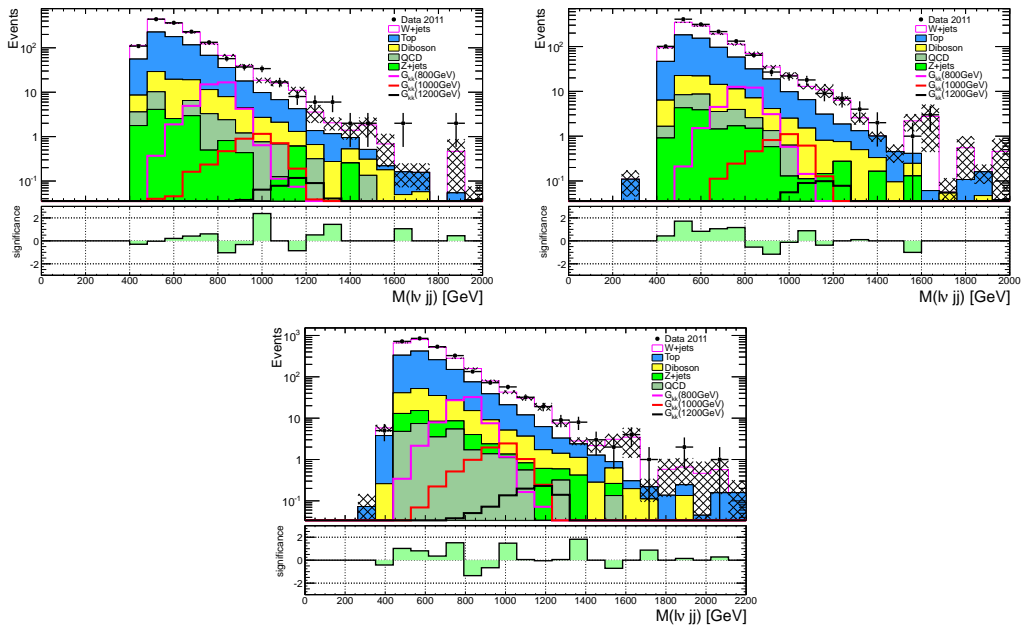 Events
10²
10
1
10⁻¹
Data 2011
W+jets
Top
Diboson
QCD
Z+jets
G_kk(800GeV)
G_kk(1000GeV)
G_kk(1200GeV)
significance
2
0
-2
0 200 400 600 800 1000 1200 1400 1600 1800 2000
M(lν jj) [GeV]
Events
10²
10
1
10⁻¹
Data 2011
W+jets
Top
Diboson
QCD
Z+jets
G_kk(800GeV)
G_kk(1000GeV)
G_kk(1200GeV)
significance
2
0
-2
0 200 400 600 800 1000 1200 1400 1600 1800 2000
M(lν jj) [GeV]
Events
10³
10²
10
1
10⁻¹
Data 2011
W+jets
Top
Diboson
Z+jets
QCD
G_kk(800GeV)
G_kk(1000GeV)
G_kk(1200GeV)
significance
2
0
-2
0 200 400 600 800 1000 1200 1400 1600 1800 2000 2200
M(lν jj) [GeV]